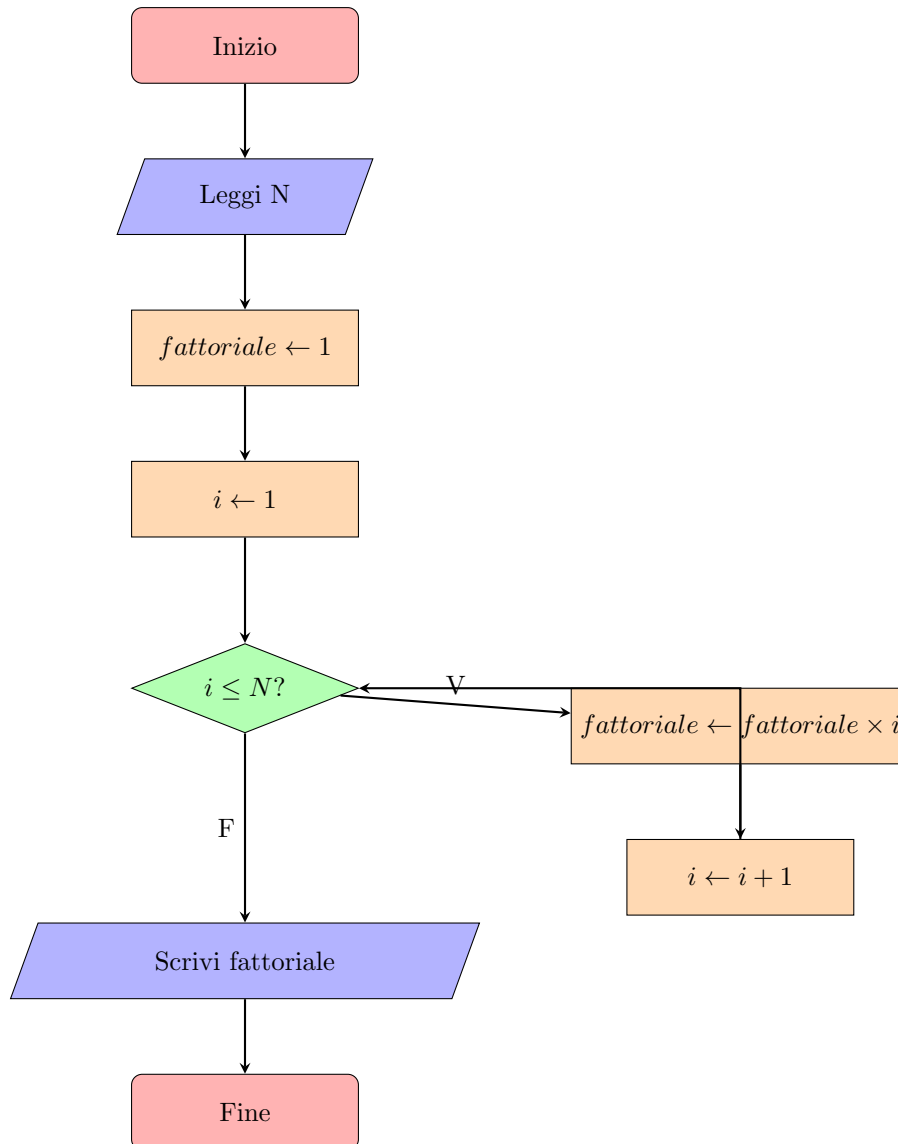 Inizio
Leggi N
fattoriale ← 1
i ← 1
i ≤ N?
V
fattoriale ← fattoriale × i
i ← i + 1
F
Scrivi fattoriale
Fine